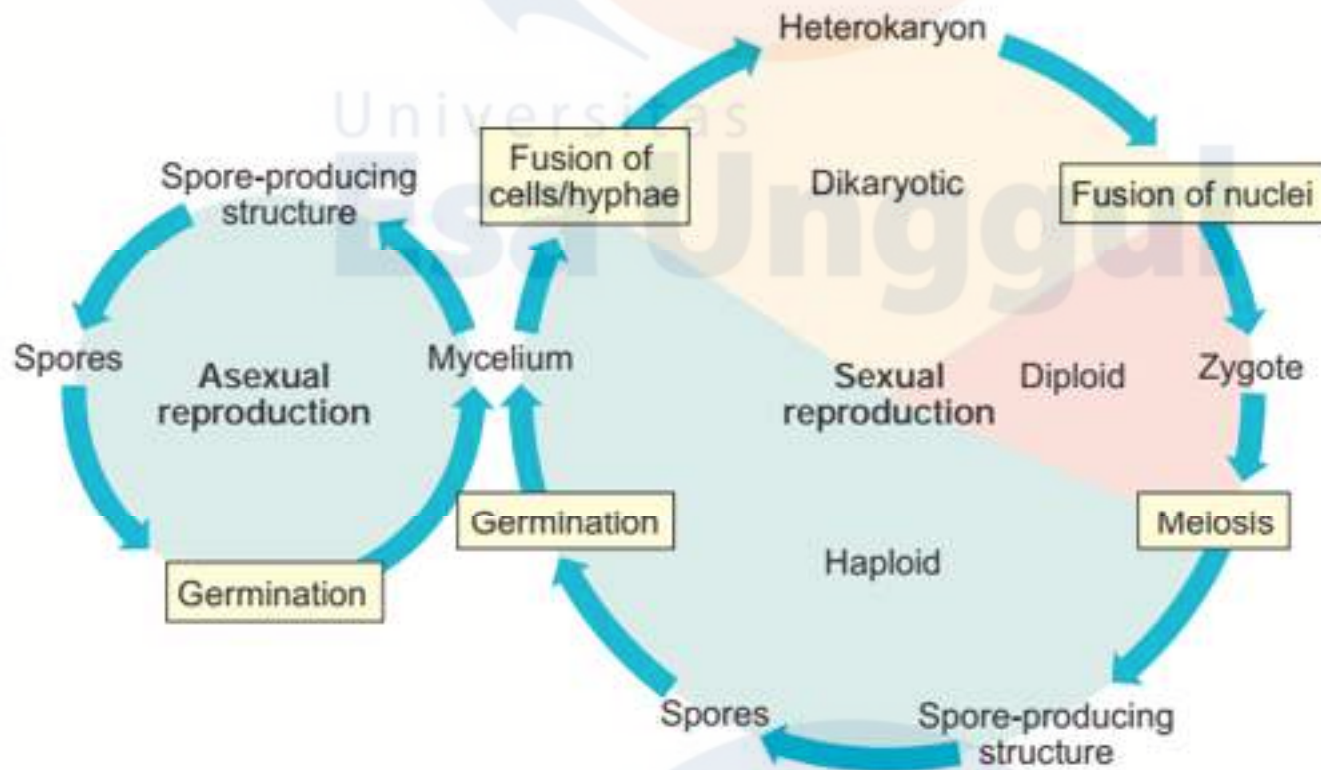 Heterokaryon
Universitas
Esa Unggul
Fusion of
cells/hyphae
Dikaryotic
Fusion of nuclei
Spore-producing
structure
Spores
Asexual
reproduction
Mycelium
Sexual
reproduction
Diploid
Zygote
Germination
Germination
Meiosis
Haploid
Spores
Spore-producing
structure